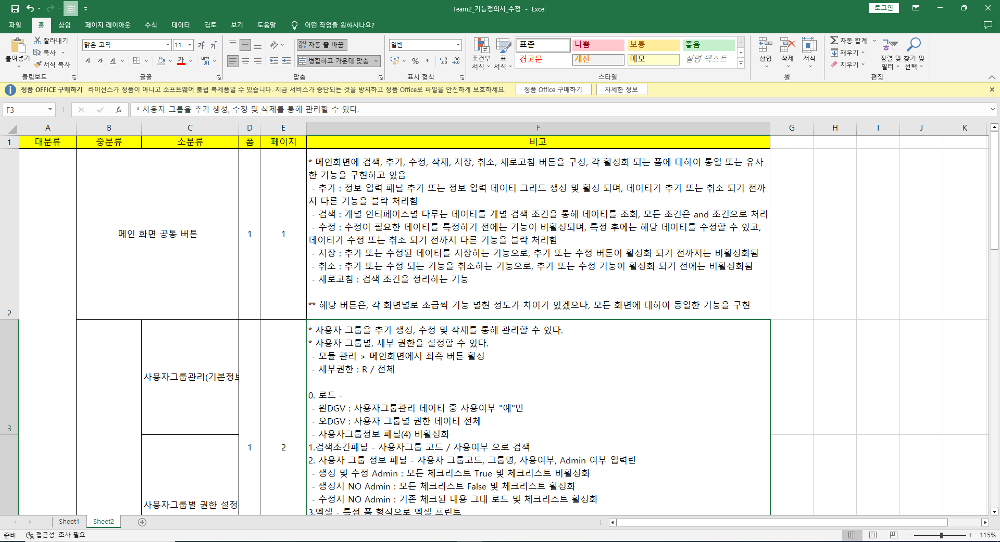 Team2_기능정의서_수정 - Excel
로그인
파일 홈 삽입 페이지 레이아웃 수식 데이터 검토 보기 도움말 어떤 작업을 원하시나요?
붙여넣기
잘라내기
복사
서식 복사
클립보드
맑은 고딕 11
가 가 가 가 내천
글꼴
자동 줄 바꿈
병합하고 가운데 맞춤
맞춤
일반
%
표시 형식
조건부 서식
표 서식
표준 나쁨 보통 좋음
경고문 계산 메모 설명 텍스트
스타일
삽입 삭제 서식
셀
자동 합계
채우기
지우기
정렬 및 필터
찾기 및 선택
편집
정품 OFFICE 구매하기 라이선스가 정품이 아니고 소프트웨어 불법 복제품일 수 있습니다. 지금 서비스가 중단되는 것을 방지하고 정품 Office로 파일을 안전하게 보호하세요. 정품 Office 구매하기 자세한 정보
F3 fx * 사용자 그룹을 추가 생성, 수정 및 삭제를 통해 관리할 수 있다.
A B C D E F G H I J K
1 대분류 중분류 소분류 폼 페이지 비고
2
메인 화면 공통 버튼 1 1
* 메인화면에 검색, 추가, 수정, 삭제, 저장, 취소, 새로고침 버튼을 구성, 각 활성화 되는 폼에 대하여 통일 또는 유사
한 기능을 구현하고 있음
- 추가 : 정보 입력 패널 추가 또는 정보 입력 데이터 그리드 생성 및 활성 되며, 데이터가 추가 또는 취소 되기 전까
지 다른 기능을 블락 처리함
- 검색 : 개별 인터페이스별 다루는 데이터를 개별 검색 조건을 통해 데이터를 조회, 모든 조건은 and 조건으로 처리
- 수정 : 수정이 필요한 데이터를 특정하기 전에는 기능이 비활성되며, 특정 후에는 해당 데이터를 수정할 수 있고,
데이터가 수정 또는 취소 되기 전까지 다른 기능을 블락 처리함
- 저장 : 추가 또는 수정된 데이터를 저장하는 기능으로, 추가 또는 수정 버튼이 활성화 되기 전까지는 비활성화됨
- 취소 : 추가 또는 수정 되는 기능을 취소하는 기능으로, 추가 또는 수정 기능이 활성화 되기 전에는 비활성화됨
- 새로고침 : 검색 조건을 정리하는 기능
** 해당 버튼은, 각 화면별로 조금씩 기능 별현 정도가 차이가 있겠으나, 모든 화면에 대하여 동일한 기능을 구현
3
사용자그룹관리(기본정보
사용자그룹별 권한 설정
1 2
* 사용자 그룹을 추가 생성, 수정 및 삭제를 통해 관리할 수 있다.
* 사용자 그룹별, 세부 권한을 설정할 수 있다.
- 모듈 관리 > 메인화면에서 좌측 버튼 활성
- 세부권한 : R / 전체
0. 로드 -
- 왼DGV : 사용자그룹관리 데이터 중 사용여부 "예"만
- 오DGV : 사용자 그룹별 권한 데이터 전체
- 사용자그룹정보 패널(4) 비활성화
1.검색조건패널 - 사용자그룹 코드 / 사용여부 으로 검색
2. 사용자 그룹 정보 패널 - 사용자 그룹코드, 그룹명, 사용여부, Admin 여부 입력란
- 생성 및 수정 Admin : 모든 체크리스트 True 및 체크리스트 비활성화
- 생성시 NO Admin : 모든 체크리스트 False 및 체크리스트 활성화
- 수정시 NO Admin : 기존 체크된 내용 그대 로드 및 체크리스트 활성화
3.엑셀 - 특정 폼 형식으로 엑셀 프린트
Sheet1 Sheet2
준비 접근성: 조사 필요 115%